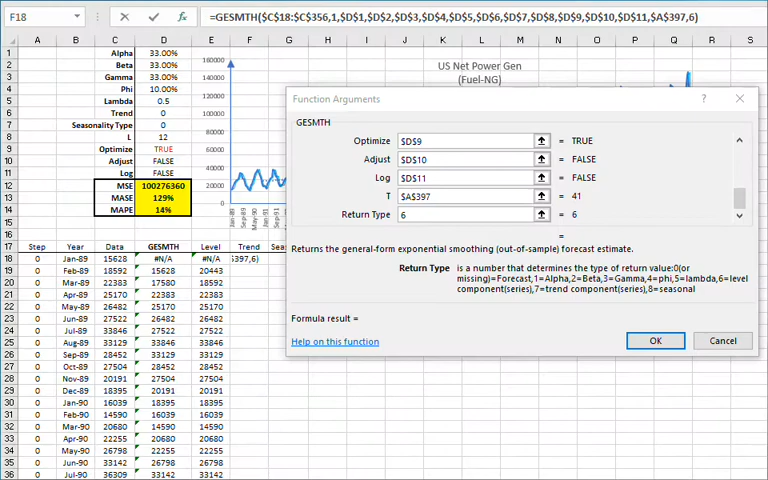 F18 =GESMTH($C$18:$C$356,1,$D$1,$D$2,$D$3,$D$4,$D$5,$D$6,$D$7,$D$8,$D$9,$D$10,$D$11,$A$397,6)
A B C D E F G H I J K L M N O P Q R S
1 Alpha 33.00%
2 Beta 33.00%
3 Gamma 33.00%
4 Phi 10.00%
5 Lambda 0.5
6 Trend 0
7 Seasonality Type 0
8 L 12
9 Optimize TRUE
10 Adjust FALSE
11 Log FALSE
12 MSE 100276360
13 MASE 129%
14 MAPE 14%
15
16
160000
140000
120000
100000
80000
60000
40000
20000
0
Jan-89
Sep-89
May-90
Jan-91
US Net Power Gen
(Fuel-NG)
17 Step Year Data GESMTH Level Trend Seas
18 0 Jan-89 15628 #N/A #N/A $397,6)
19 0 Feb-89 18592 15628 20443
20 0 Mar-89 22383 17580 18592
21 0 Apr-89 25170 22383 22383
22 0 May-89 26482 25170 25170
23 0 Jun-89 27522 26482 26482
24 0 Jul-89 33846 27522 27522
25 0 Aug-89 33129 33846 33846
26 0 Sep-89 28452 33129 33129
27 0 Oct-89 27504 28452 28452
28 0 Nov-89 20191 27504 27504
29 0 Dec-89 18395 20191 20191
30 0 Jan-90 16039 18395 18395
31 0 Feb-90 14590 16039 16039
32 0 Mar-90 20680 14590 14590
33 0 Apr-90 22255 20680 20680
34 0 May-90 26798 22255 22255
35 0 Jun-90 33142 26798 26798
36 0 Jul-90 36309 33142 33142
Function Arguments ?
GESMTH
Optimize $D$9 = TRUE
Adjust $D$10 = FALSE
Log $D$11 = FALSE
T $A$397 = 41
Return Type 6 = 6
=
Returns the general-form exponential smoothing (out-of-sample) forecast estimate.
Return Type is a number that determines the type of return value:0(or
missing)=Forecast,1=Alpha,2=Beta,3=Gamma,4=phi,5=lambda,6=level
component(series),7=trend component(series),8=seasonal
Formula result =
Help on this function OK Cancel